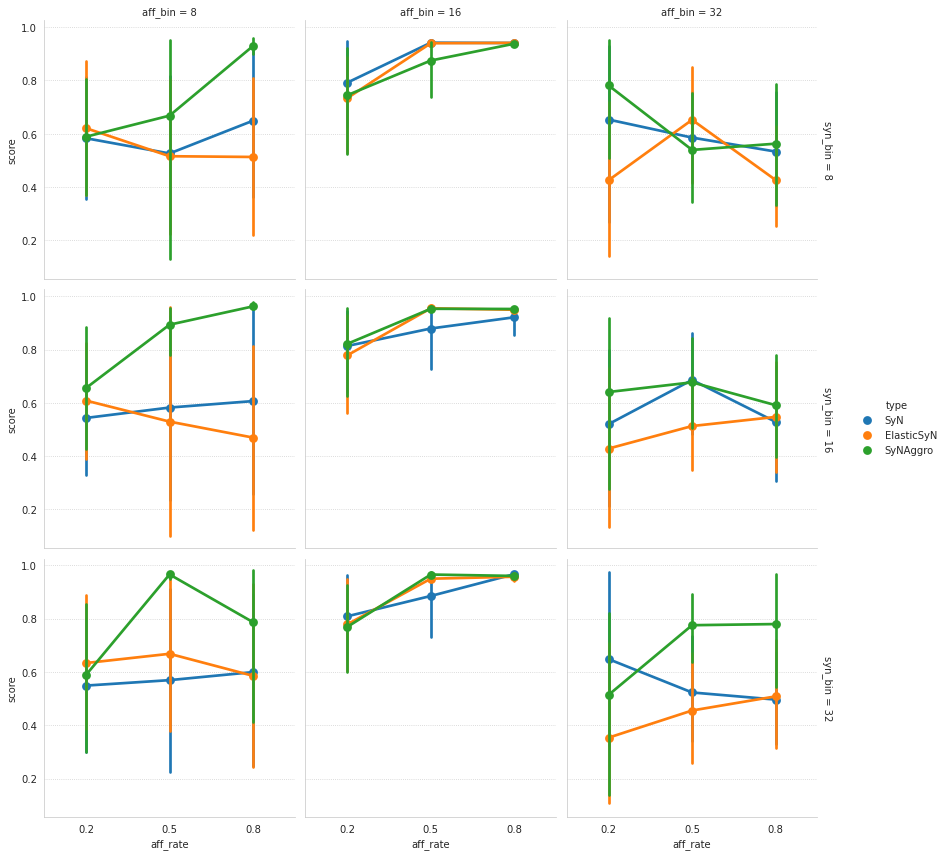 aff_bin = 8
aff_bin = 16
aff_bin = 32
1.0
0.8
0.6
0.4
0.2
score
syn_bin = 8
1.0
0.8
0.6
0.4
0.2
score
syn_bin = 16
type
SyN
ElasticSyN
SyNAggro
1.0
0.8
0.6
0.4
0.2
score
syn_bin = 32
0.2 0.5 0.8
0.2 0.5 0.8
0.2 0.5 0.8
aff_rate
aff_rate
aff_rate